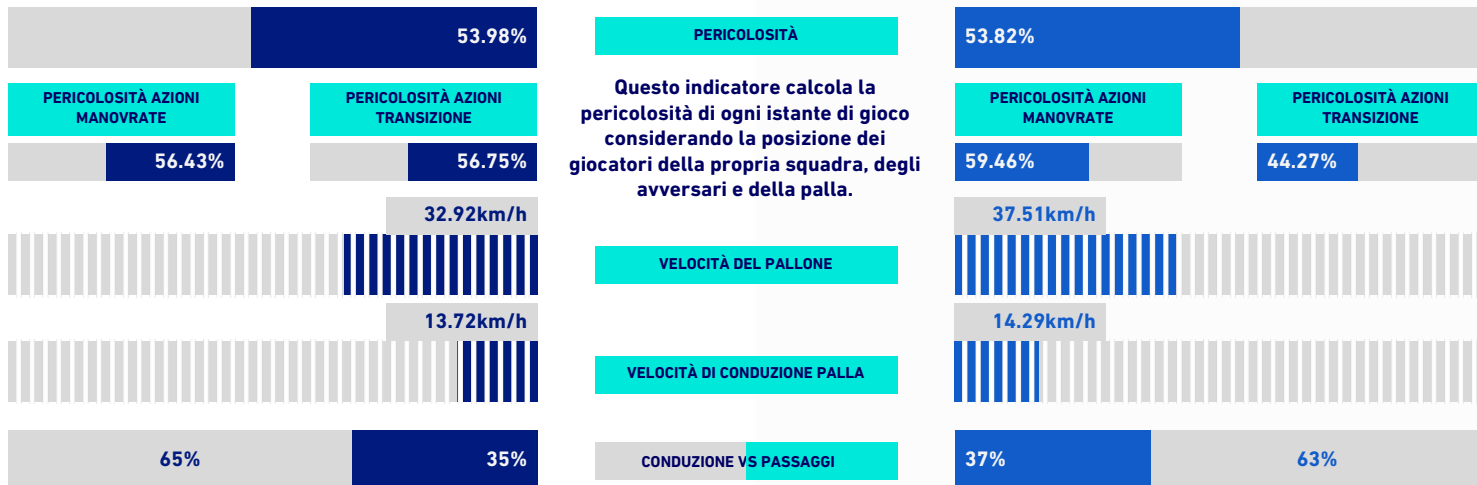 53.98%
PERICOLOSITÀ
53.82%
PERICOLOSITÀ AZIONI
MANOVRATE
56.43%
PERICOLOSITÀ AZIONI
TRANSIZIONE
56.75%
Questo indicatore calcola la
pericolosità di ogni istante di gioco
considerando la posizione dei
giocatori della propria squadra, degli
avversari e della palla.
PERICOLOSITÀ AZIONI
MANOVRATE
59.46%
PERICOLOSITÀ AZIONI
TRANSIZIONE
44.27%
32.92km/h
VELOCITÀ DEL PALLONE
37.51km/h
13.72km/h
VELOCITÀ DI CONDUZIONE PALLA
14.29km/h
65%
35%
CONDUZIONE VS PASSAGGI
37%
63%